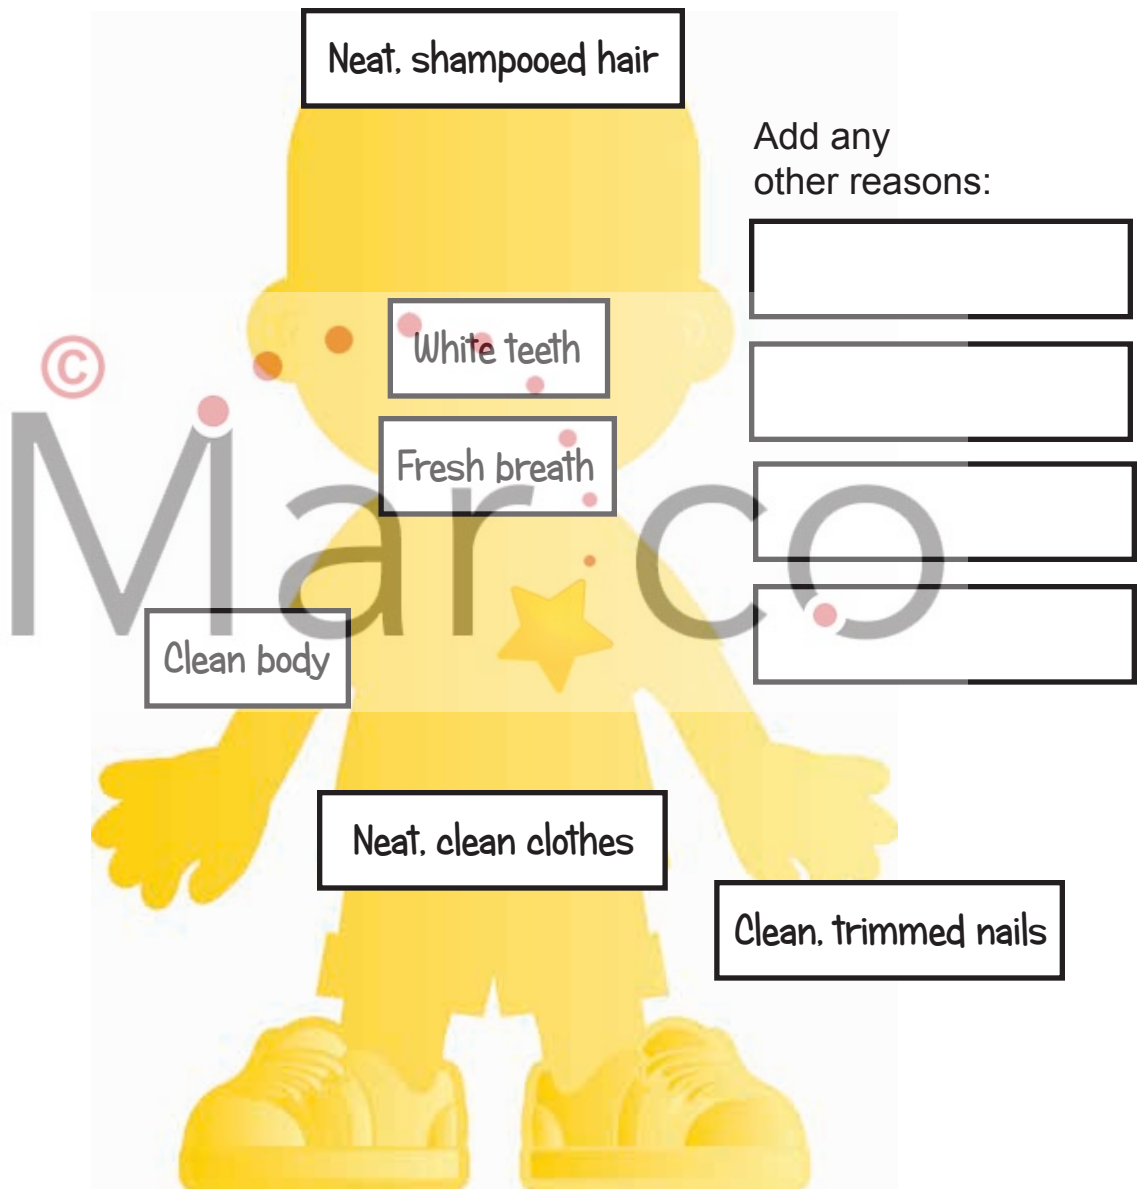 Neat, shampooed hair
Add any
other reasons:
White teeth
Fresh breath
©
Marco
Clean body
Neat, clean clothes
Clean, trimmed nails